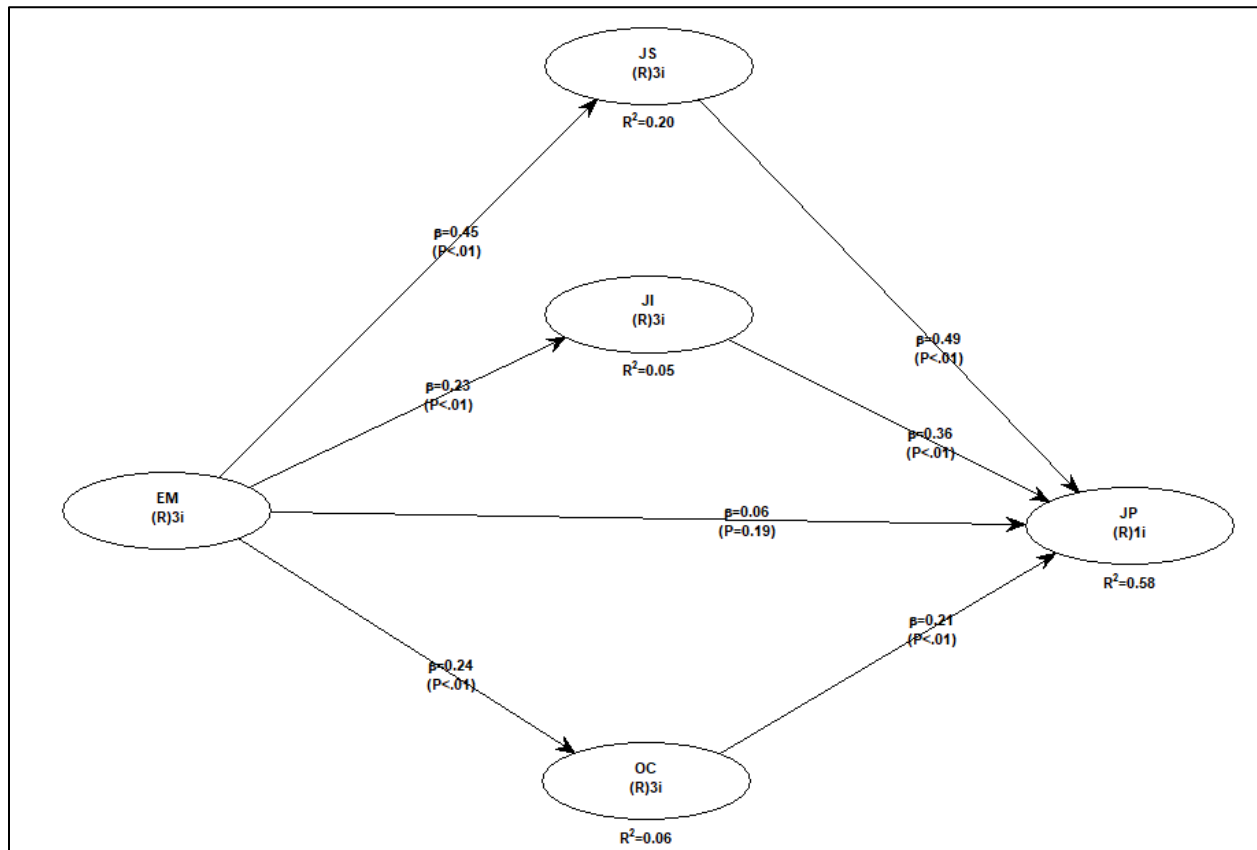 JS
(R)3i
R²=0.20
β=0.45
(P<.01)
JI
(R)3i
R²=0.05
β=0.49
(P<.01)
β=0.23
(P<.01)
β=0.36
(P<.01)
EM
(R)3i
β=0.06
(P=0.19)
JP
(R)1i
R²=0.58
β=0.21
(P<.01)
β=0.24
(P<.01)
OC
(R)3i
R²=0.06